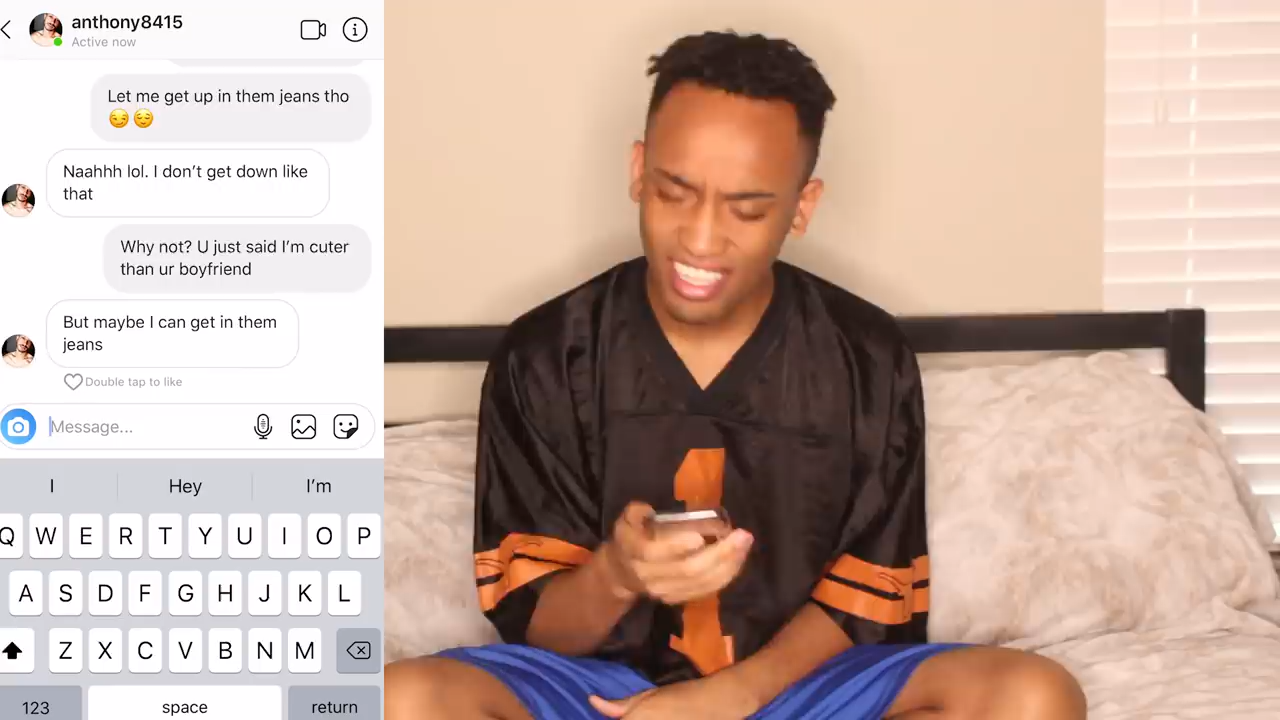 anthony8415
Active now
Let me get up in them jeans tho
😏 😌
Naahhh lol. I don’t get down like
that
Why not? U just said I’m cuter
than ur boyfriend
But maybe I can get in them
jeans
Double tap to like
Message...
I Hey I’m
Q W E R T Y U I O P
A S D F G H J K L
Z X C V B N M
123 space return
1